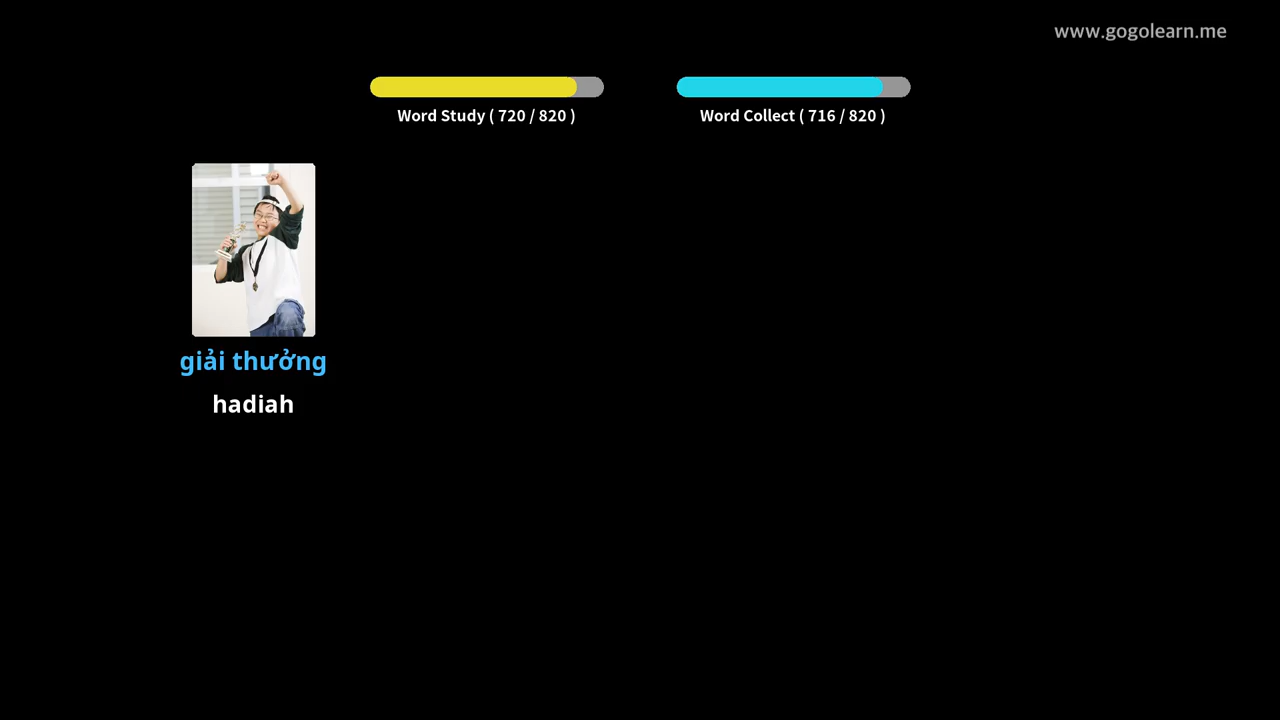 www.gogolearn.me
Word Study ( 720 / 820 )
Word Collect ( 716 / 820 )
giải thưởng
hadiah